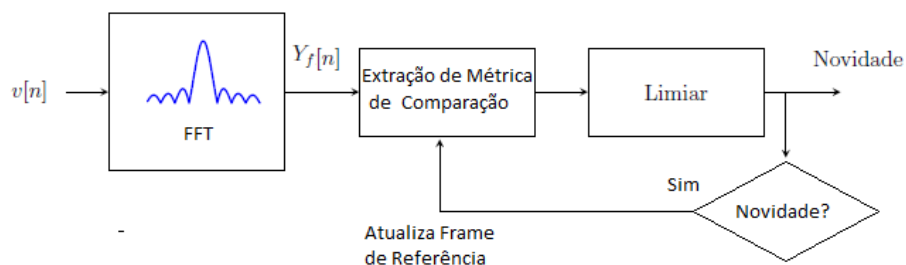 v[n]
FFT
Y_f[n]
Extração de Métrica
de Comparação
Limiar
Novidade
Novidade?
Sim
Atualiza Frame
de Referência
-